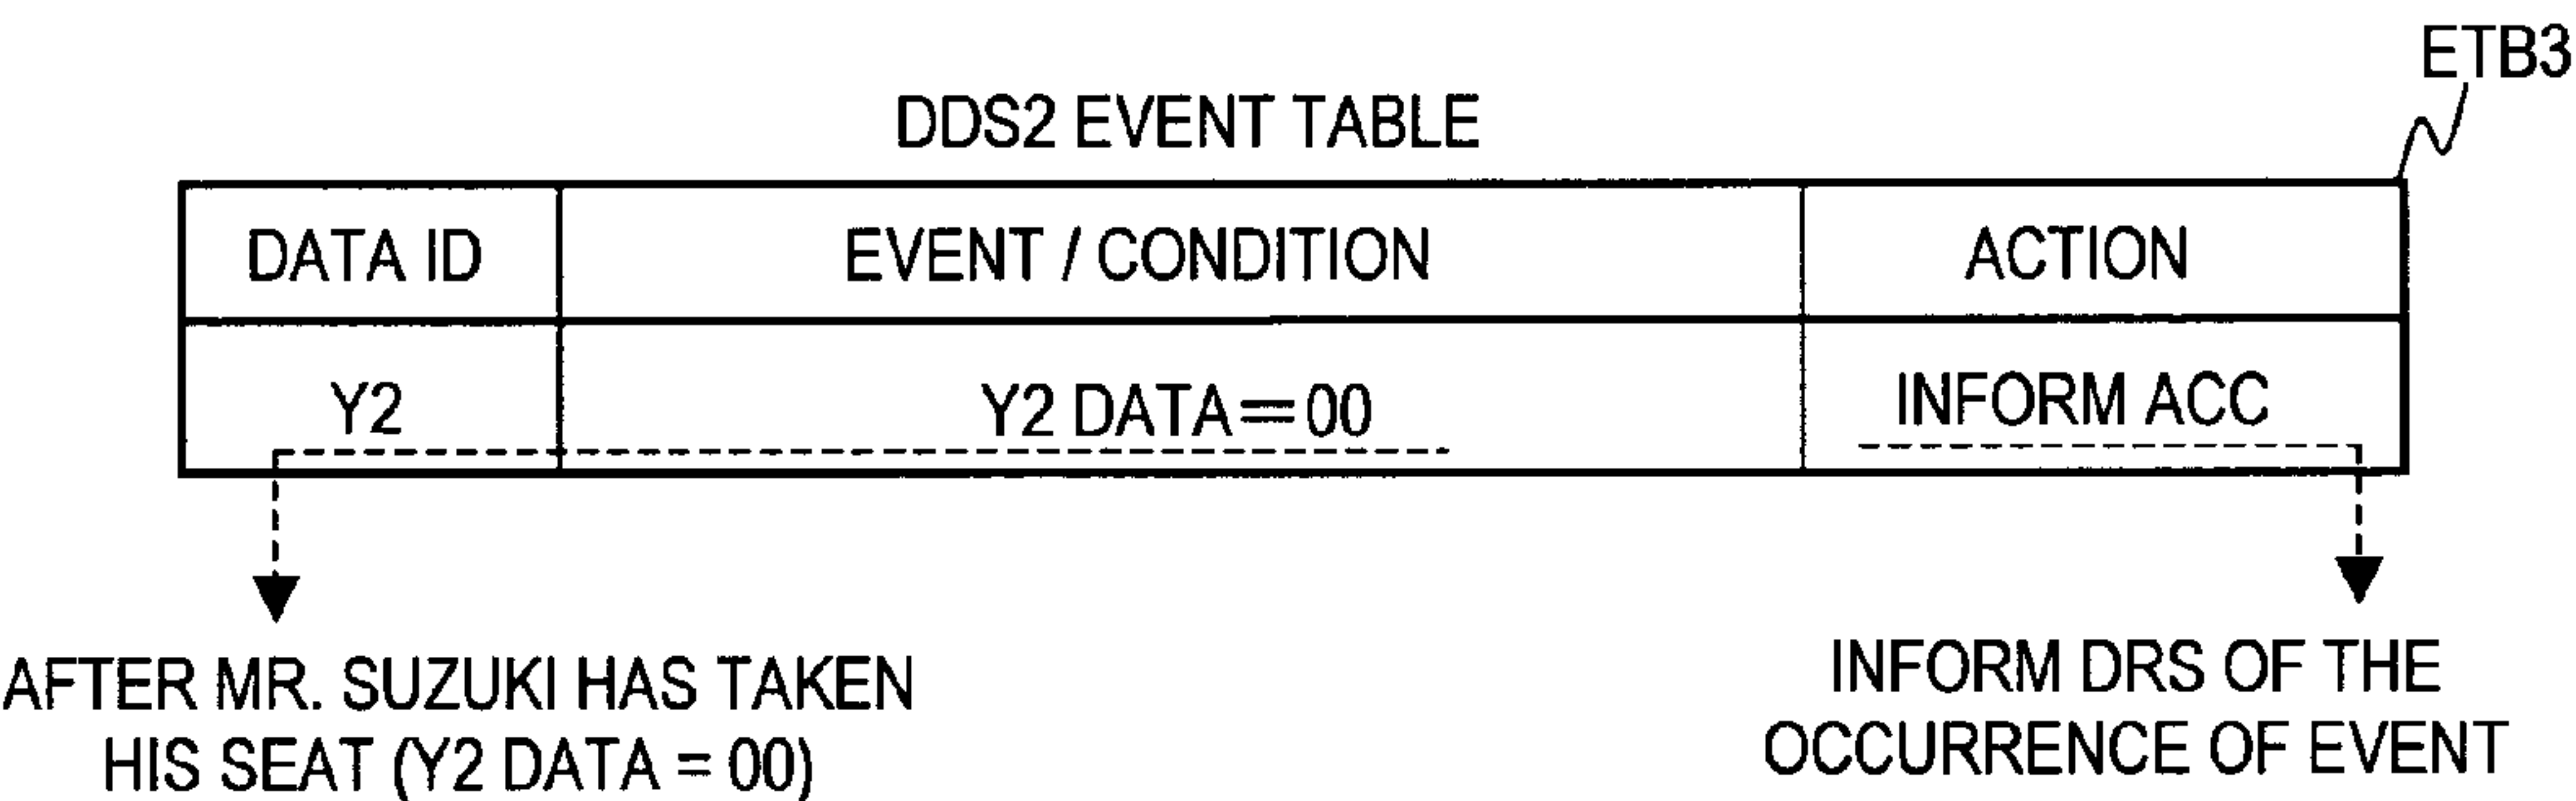 ETB3
DDS2 EVENT TABLE
DATA ID EVENT / CONDITION ACTION
Y2 Y2 DATA=00 INFORM ACC
AFTER MR. SUZUKI HAS TAKEN
HIS SEAT (Y2 DATA = 00)
INFORM DRS OF THE
OCCURRENCE OF EVENT